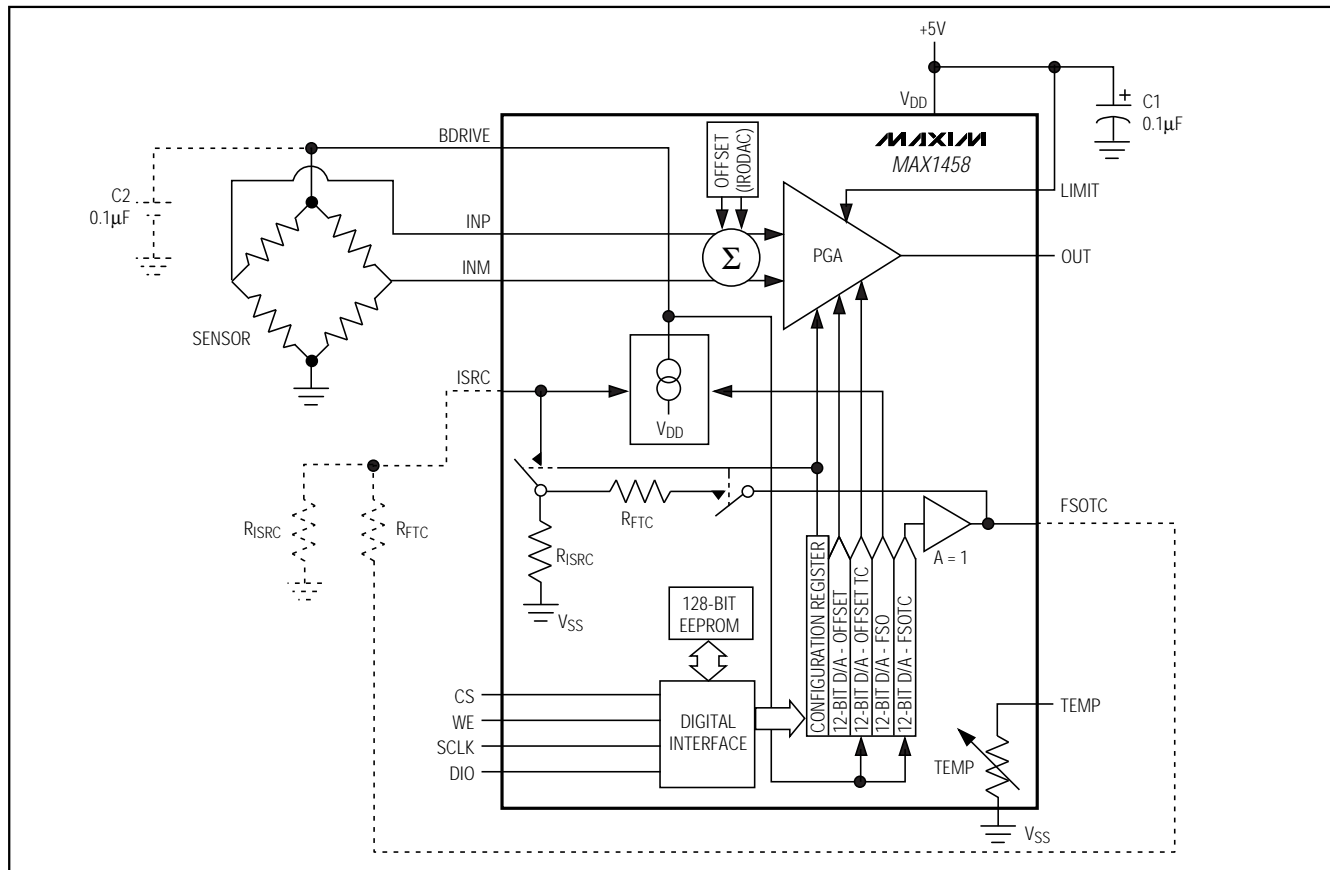 +5V
VDD
C1
0.1µF
MAXIM
MAX1458
BDRIVE
OFFSET
(IRODAC)
LIMIT
C2
0.1µF
INP
Σ
PGA
OUT
INM
SENSOR
ISRC
VDD
RISRC
RFTC
RFTC
RISRC
VSS
FSOTC
A = 1
128-BIT
EEPROM
CONFIGURATION REGISTER
12-BIT D/A - OFFSET
12-BIT D/A - OFFSET TC
12-BIT D/A - FSO
12-BIT D/A - FSOTC
CS
WE
SCLK
DIO
DIGITAL
INTERFACE
TEMP
TEMP
VSS